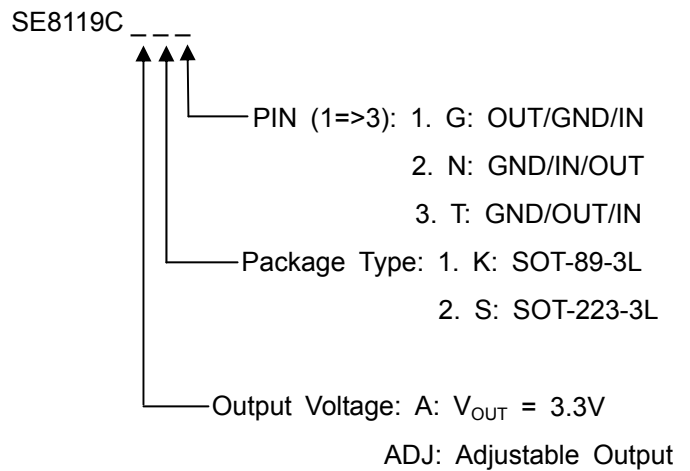 SE8119C _ _ _
PIN (1=>3): 1. G: OUT/GND/IN
2. N: GND/IN/OUT
3. T: GND/OUT/IN
Package Type: 1. K: SOT-89-3L
2. S: SOT-223-3L
Output Voltage: A: V_OUT = 3.3V
ADJ: Adjustable Output